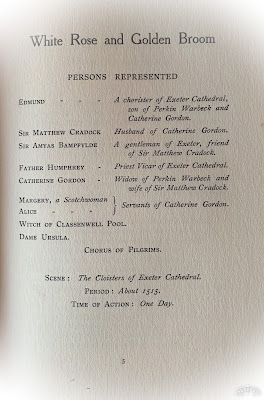 White Rose and Golden Broom
PERSONS REPRESENTED
EDMUND - - - A chorister of Exeter Cathedral,
son of Perkin Warbeck and
Catherine Gordon.
SIR MATTHEW CRADOCK Husband of Catherine Gordon.
SIR AMYAS BAMPFYLDE A gentleman of Exeter, friend
of Sir Matthew Cradock.
FATHER HUMPHREY - Priest Vicar of Exeter Cathedral.
CATHERINE GORDON - Widow of Perkin Warbeck and
wife of Sir Matthew Cradock.
MARGERY, a Scotchwoman
ALICE - - -
} Servants of Catherine Gordon.
WITCH OF CLASSENWELL POOL.
DAME URSULA.
CHORUS OF PILGRIMS.
SCENE : The Cloisters of Exeter Cathedral.
PERIOD : About 1515.
TIME OF ACTION : One Day.
5